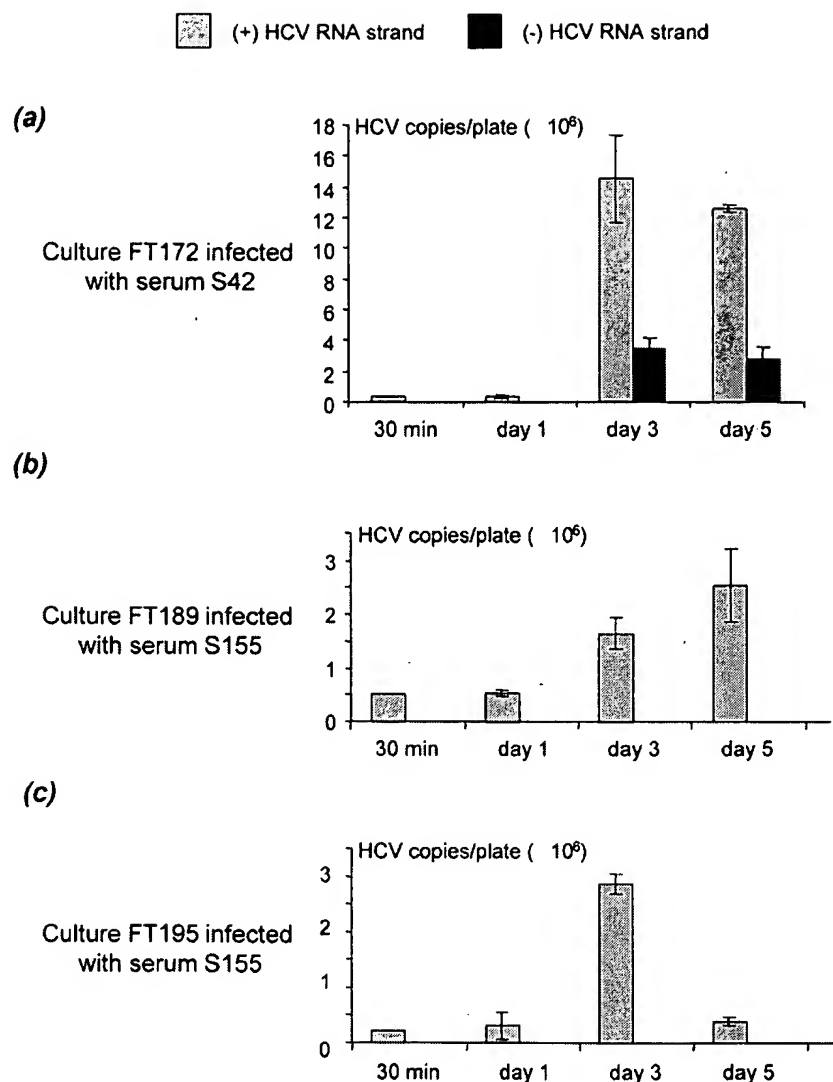 (+) HCV RNA strand (-) HCV RNA strand
(a)
HCV copies/plate ( 10⁶)
18
16
14
12
10
8
6
4
2
0
Culture FT172 infected
with serum S42
30 min day 1 day 3 day 5
(b)
HCV copies/plate ( 10⁶)
3
2
1
0
Culture FT189 infected
with serum S155
30 min day 1 day 3 day 5
(c)
HCV copies/plate ( 10⁶)
3
2
1
0
Culture FT195 infected
with serum S155
30 min day 1 day 3 day 5